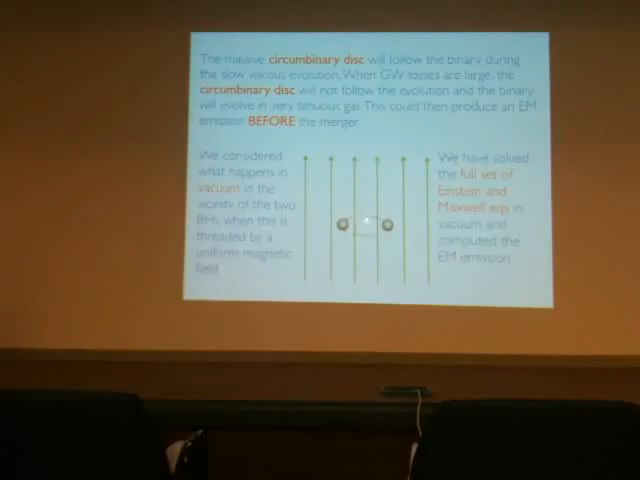 The massive circumbinary disc will follow the binary during
the slow viscous evolution. When GW losses are large, the
circumbinary disc will not follow the evolution and the binary
will evolve in very tenuous gas. This could then produce an EM
emission BEFORE the merger.
We considered
what happens in
vacuum in the
vicinity of the two
BHs when this is
threaded by a
uniform magnetic
field
We have solved
the full set of
Einstein and
Maxwell eqs in
vacuum and
computed the
EM emission